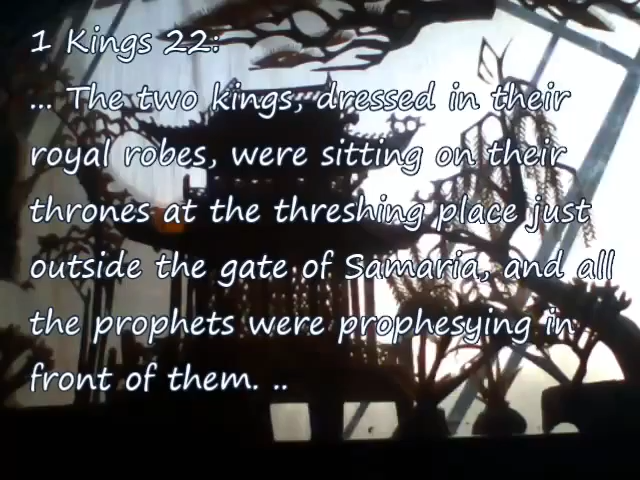 1 Kings 22:
... The two kings, dressed in their
royal robes, were sitting on their
thrones at the threshing place just
outside the gate of Samaria, and all
the prophets were prophesying in
front of them. ..